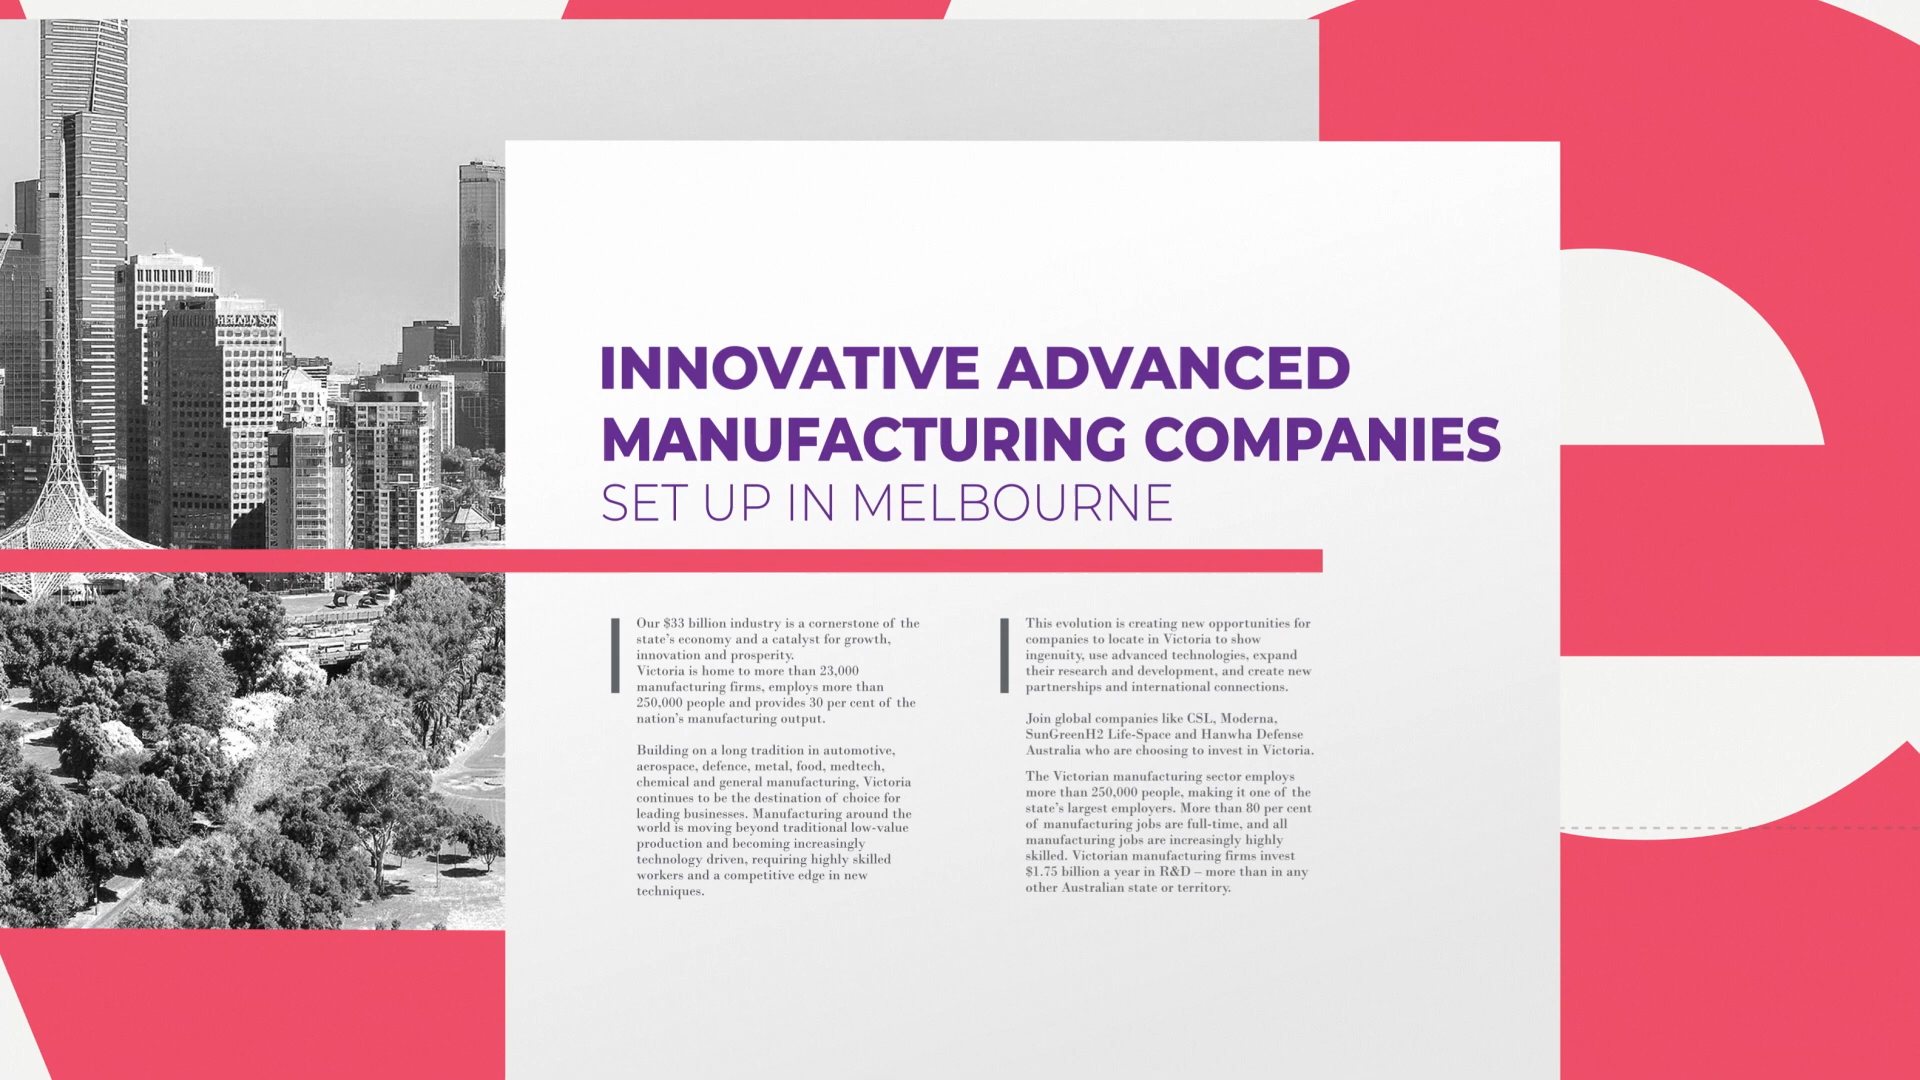 HERALD SUN
INNOVATIVE ADVANCED
MANUFACTURING COMPANIES
SET UP IN MELBOURNE
Our $33 billion industry is a cornerstone of the
state's economy and a catalyst for growth,
innovation and prosperity.
Victoria is home to more than 23,000
manufacturing firms, employs more than
250,000 people and provides 30 per cent of the
nation's manufacturing output.
Building on a long tradition in automotive,
aerospace, defence, metal, food, medtech,
chemical and general manufacturing, Victoria
continues to be the destination of choice for
leading businesses. Manufacturing around the
world is moving beyond traditional low-value
production and becoming increasingly
technology driven, requiring highly skilled
workers and a competitive edge in new
techniques.
This evolution is creating new opportunities for
companies to locate in Victoria to show
ingenuity, use advanced technologies, expand
their research and development, and create new
partnerships and international connections.
Join global companies like CSL, Moderna,
SunGreenH2 Life-Space and Hanwha Defense
Australia who are choosing to invest in Victoria.
The Victorian manufacturing sector employs
more than 250,000 people, making it one of the
state's largest employers. More than 80 per cent
of manufacturing jobs are full-time, and all
manufacturing jobs are increasingly highly
skilled. Victorian manufacturing firms invest
$1.75 billion a year in R&D – more than in any
other Australian state or territory.
e